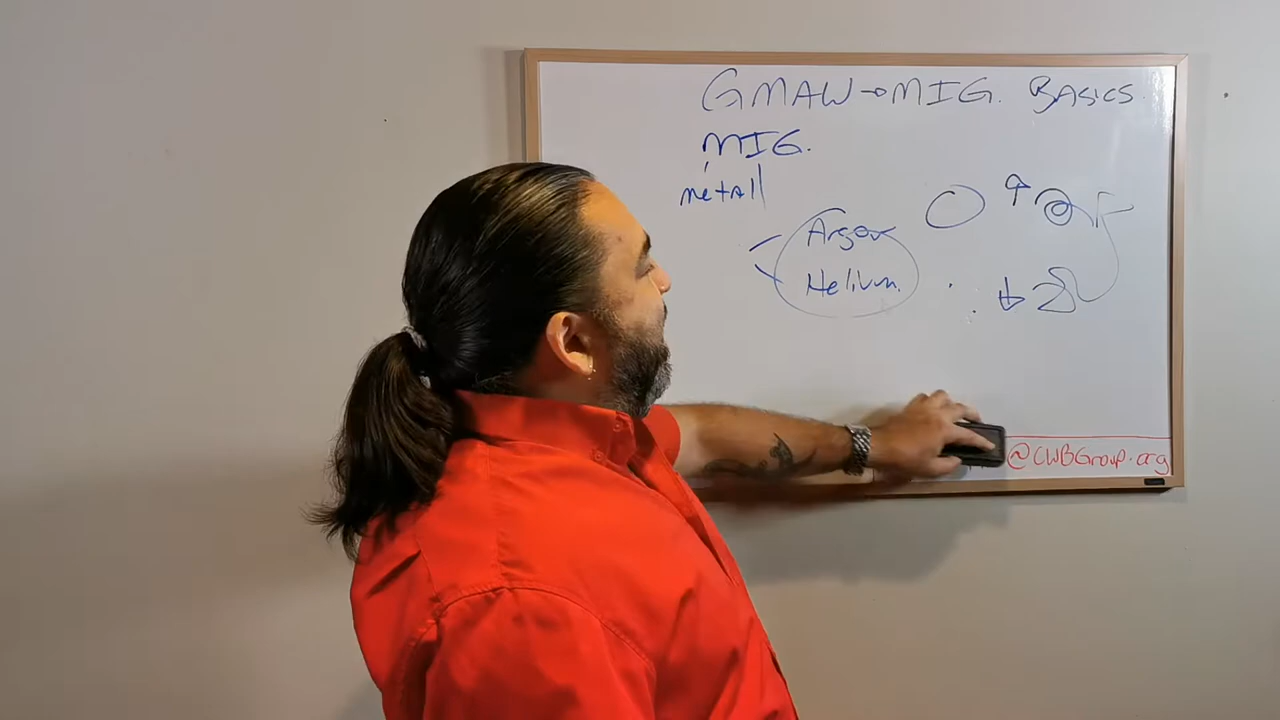 GMAW→MIG. BASICS.
MIG.
metall
Argon
Helium.
@CWBGroup.org